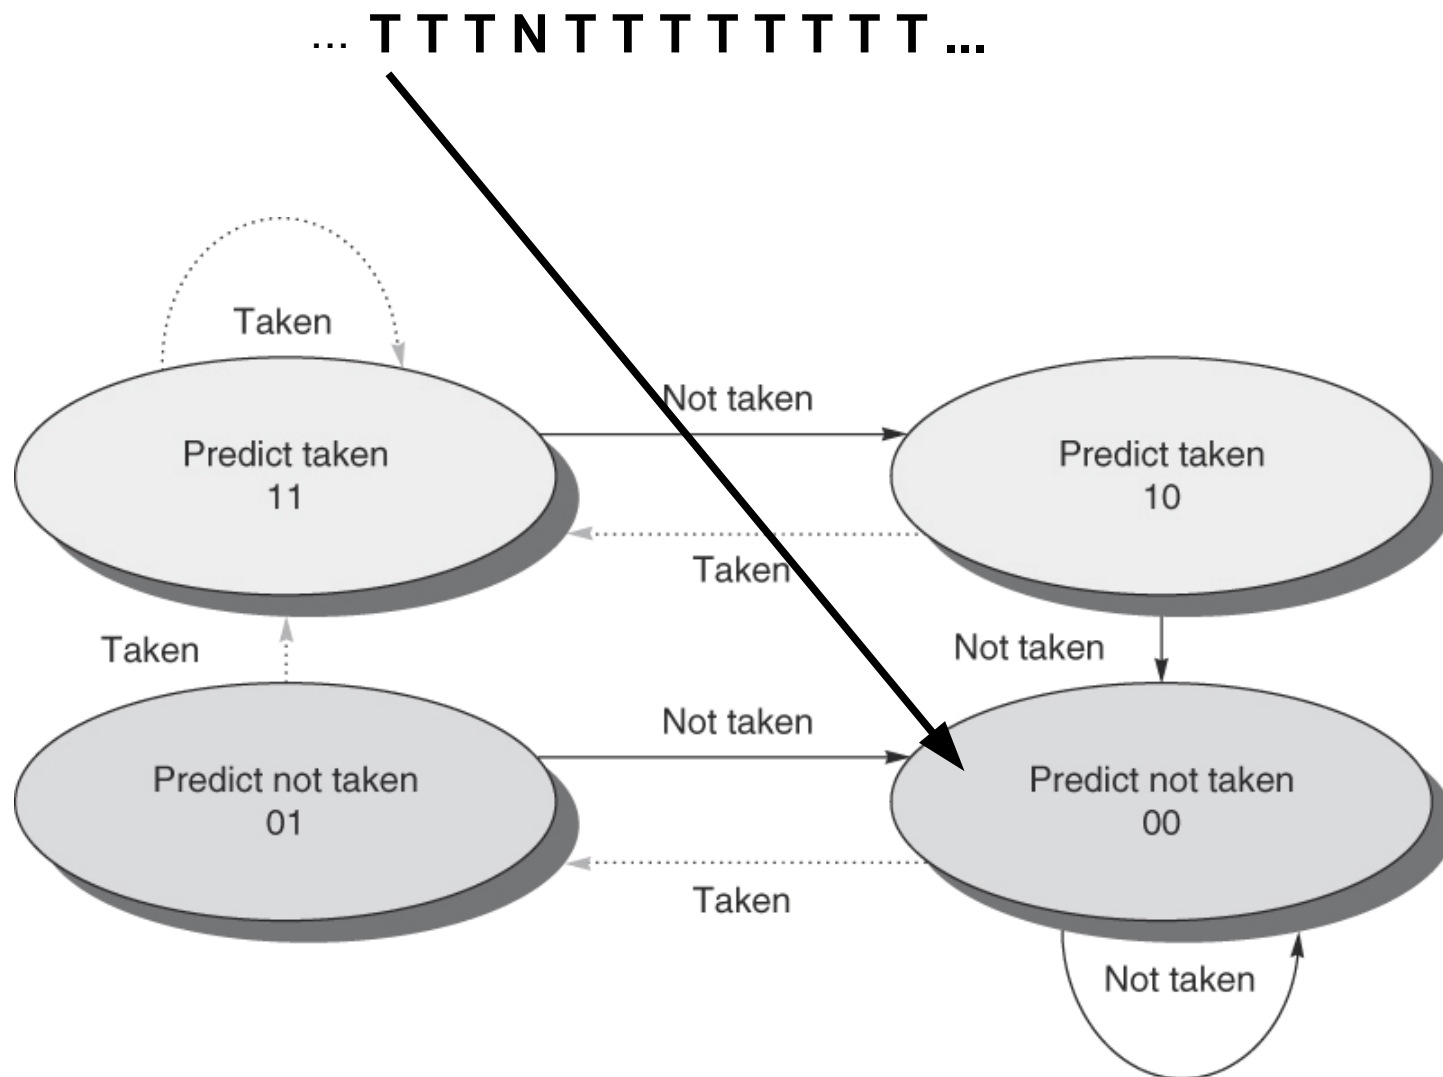 ... T T T N T T T T T T T T ...
Taken
Not taken
Predict taken
11
Predict taken
10
Taken
Taken
Not taken
Not taken
Predict not taken
01
Predict not taken
00
Taken
Not taken